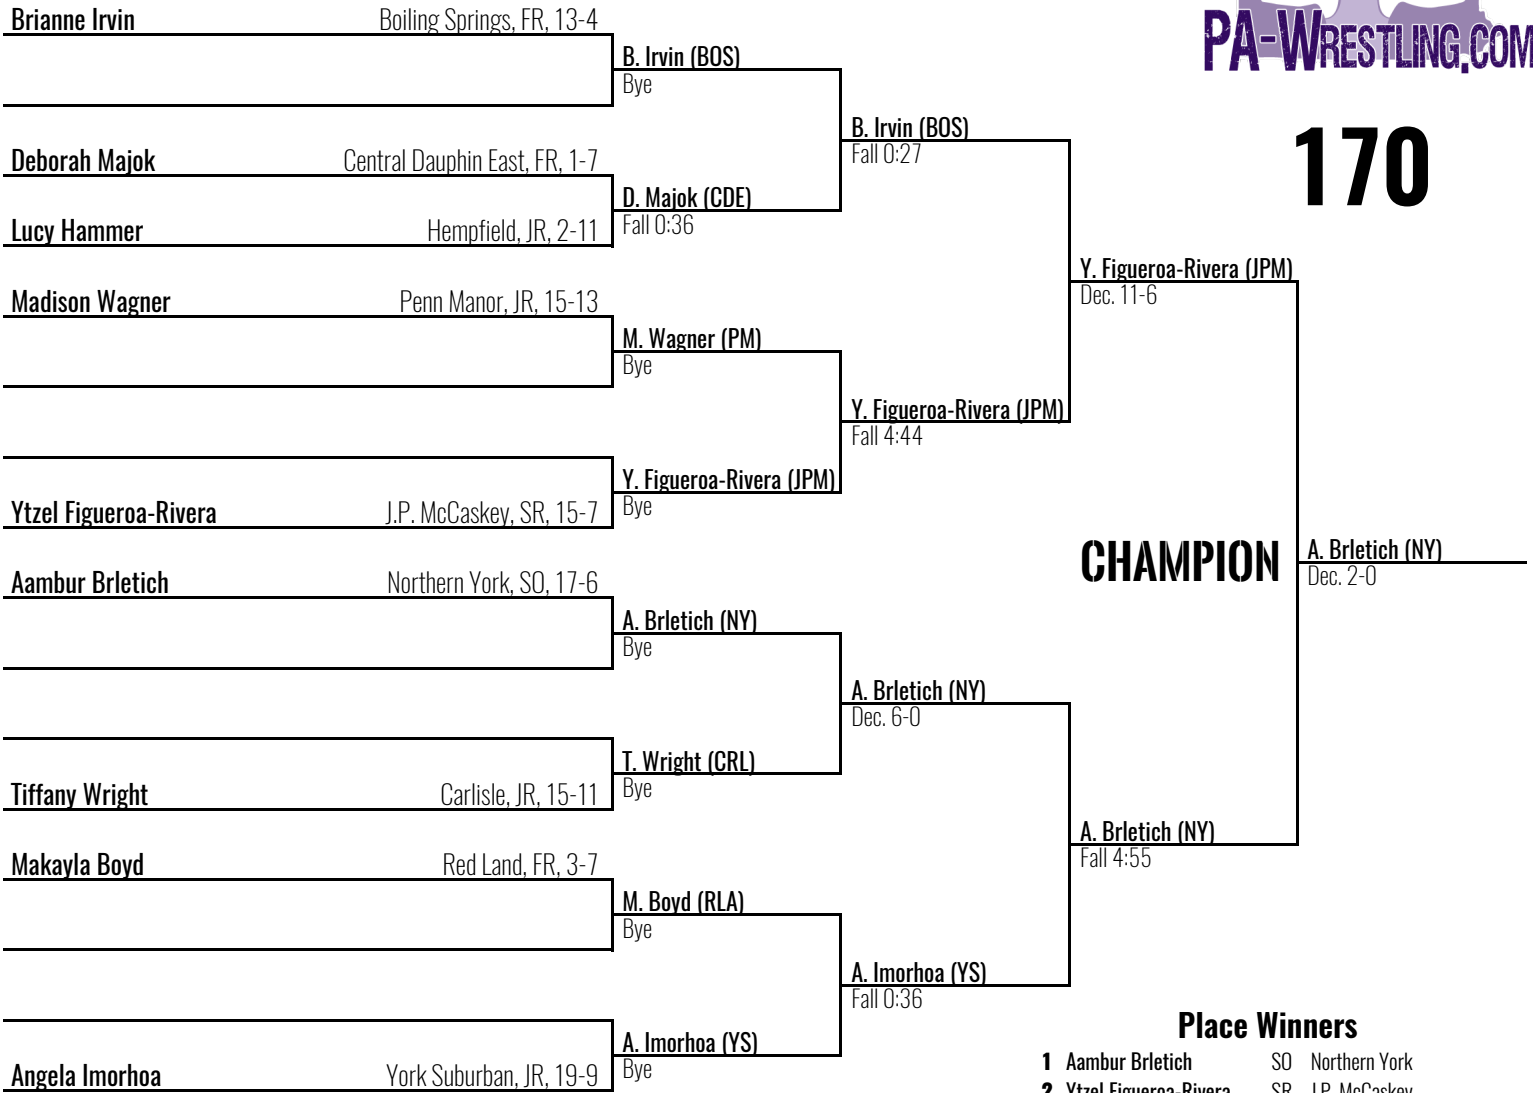 PA-WRESTLING.COM
170
Brianne Irvin Boiling Springs, FR, 13-4
B. Irvin (BOS)
Bye
B. Irvin (BOS)
Fall 0:27
Deborah Majok Central Dauphin East, FR, 1-7
D. Majok (CDE)
Fall 0:36
Lucy Hammer Hempfield, JR, 2-11
Y. Figueroa-Rivera (JPM)
Dec. 11-6
Madison Wagner Penn Manor, JR, 15-13
M. Wagner (PM)
Bye
Y. Figueroa-Rivera (JPM)
Fall 4:44
Y. Figueroa-Rivera (JPM)
Bye
Ytzel Figueroa-Rivera J.P. McCaskey, SR, 15-7
CHAMPION
A. Brletich (NY)
Dec. 2-0
Aambur Brletich Northern York, SO, 17-6
A. Brletich (NY)
Bye
A. Brletich (NY)
Dec. 6-0
T. Wright (CRL)
Bye
Tiffany Wright Carlisle, JR, 15-11
A. Brletich (NY)
Fall 4:55
Makayla Boyd Red Land, FR, 3-7
M. Boyd (RLA)
Bye
A. Imorhoa (YS)
Fall 0:36
A. Imorhoa (YS)
Bye
Angela Imorhoa York Suburban, JR, 19-9
Place Winners
1 Aambur Brletich SO Northern York
2 Ytzel Figueroa-Rivera SR J.P. McCaskey